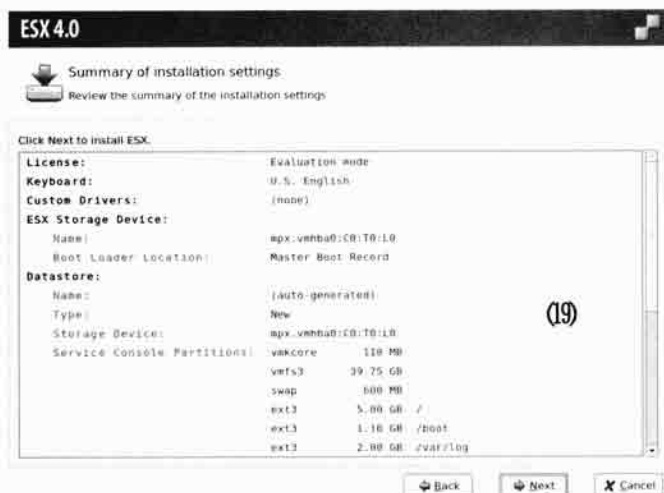 ESX 4.0
Summary of installation settings
Review the summary of the installation settings
Click Next to install ESX.
License: Evaluation mode
Keyboard: U.S. English
Custom Drivers: (none)
ESX Storage Device:
Name: mpx.vmhba0:C0:T0:L0
Boot Loader Location: Master Boot Record
Datastore:
Name: (auto-generated)
Type: New
(19)
Storage Device: mpx.vmhba0:C0:T0:L0
Service Console Partitions: vmkcore 110 MB
vmfs3 39.75 GB
swap 600 MB
ext3 5.00 GB /
ext3 1.10 GB /boot
ext3 2.00 GB /var/log
Back Next Cancel